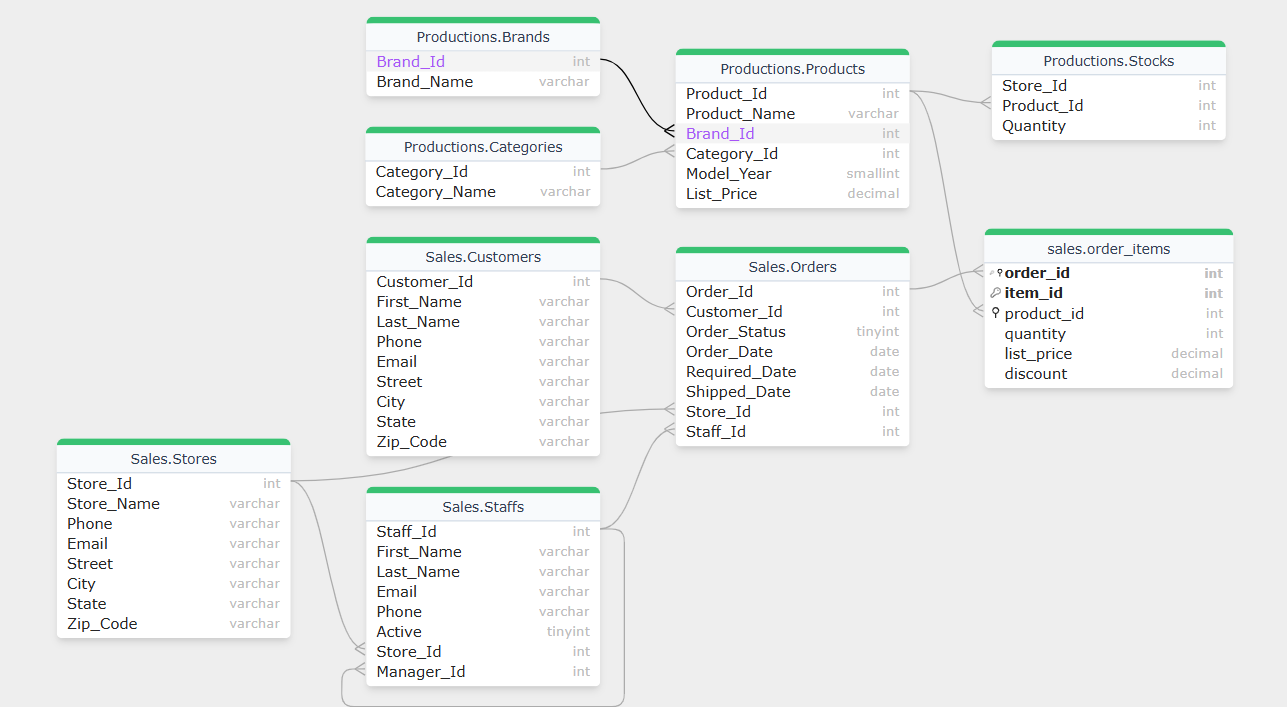 Productions.Brands
Brand_Id int
Brand_Name varchar
Productions.Categories
Category_Id int
Category_Name varchar
Productions.Products
Product_Id int
Product_Name varchar
Brand_Id int
Category_Id int
Model_Year smallint
List_Price decimal
Productions.Stocks
Store_Id int
Product_Id int
Quantity int
Sales.Customers
Customer_Id int
First_Name varchar
Last_Name varchar
Phone varchar
Email varchar
Street varchar
City varchar
State varchar
Zip_Code varchar
Sales.Orders
Order_Id int
Customer_Id int
Order_Status tinyint
Order_Date date
Required_Date date
Shipped_Date date
Store_Id int
Staff_Id int
sales.order_items
order_id int
item_id int
product_id int
quantity int
list_price decimal
discount decimal
Sales.Stores
Store_Id int
Store_Name varchar
Phone varchar
Email varchar
Street varchar
City varchar
State varchar
Zip_Code varchar
Sales.Staffs
Staff_Id int
First_Name varchar
Last_Name varchar
Email varchar
Phone varchar
Active tinyint
Store_Id int
Manager_Id int